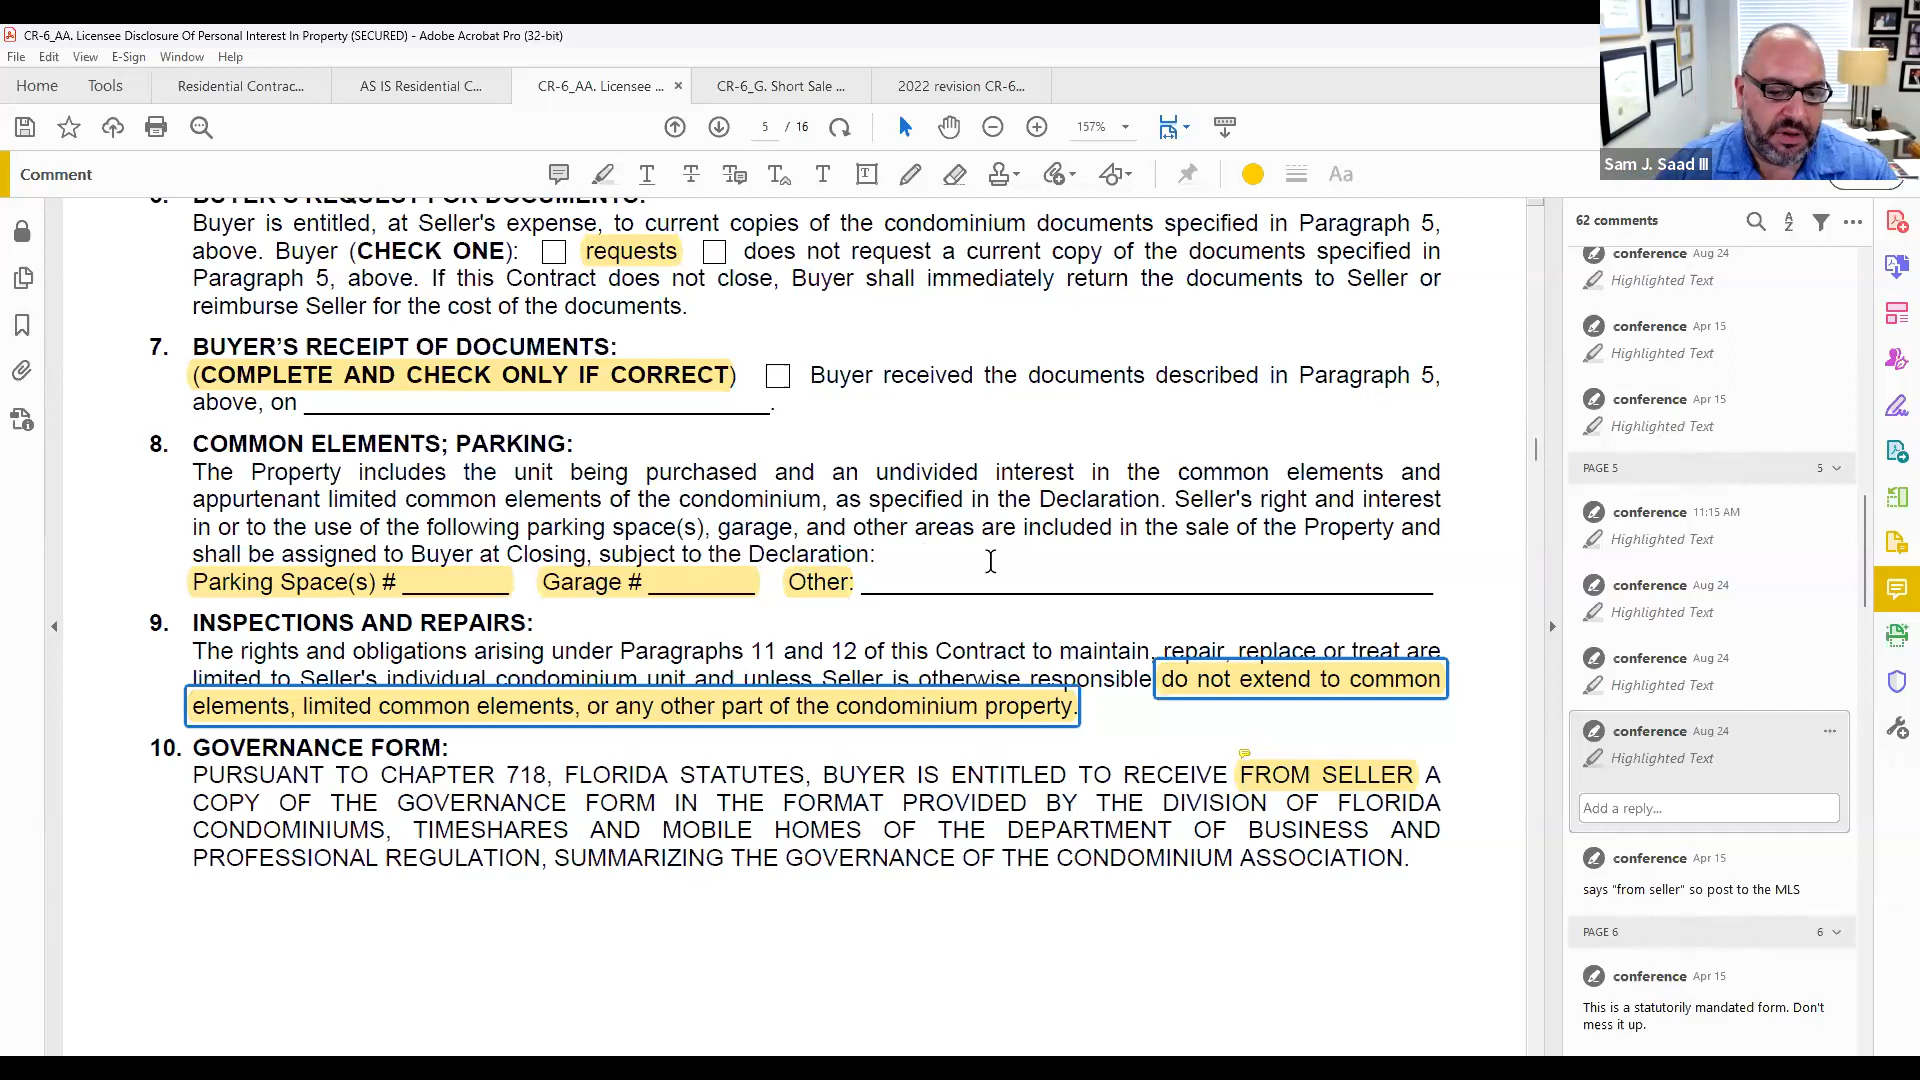 CR-6_AA. Licensee Disclosure Of Personal Interest In Property (SECURED) - Adobe Acrobat Pro (32-bit)
File Edit View E-Sign Window Help
Home Tools Residential Contrac... AS IS Residential C... CR-6_AA. Licensee ... × CR-6_G. Short Sale ... 2022 revision CR-6...
5 / 16 157%
Sam J. Saad III
Comment
BUYER'S REQUEST FOR DOCUMENTS:
Buyer is entitled, at Seller's expense, to current copies of the condominium documents specified in Paragraph 5,
above. Buyer (CHECK ONE): ☐ requests ☐ does not request a current copy of the documents specified in
Paragraph 5, above. If this Contract does not close, Buyer shall immediately return the documents to Seller or
reimburse Seller for the cost of the documents.
7. BUYER'S RECEIPT OF DOCUMENTS:
(COMPLETE AND CHECK ONLY IF CORRECT) ☐ Buyer received the documents described in Paragraph 5,
above, on ____________________.
8. COMMON ELEMENTS; PARKING:
The Property includes the unit being purchased and an undivided interest in the common elements and
appurtenant limited common elements of the condominium, as specified in the Declaration. Seller's right and interest
in or to the use of the following parking space(s), garage, and other areas are included in the sale of the Property and
shall be assigned to Buyer at Closing, subject to the Declaration:
Parking Space(s) # ________ Garage # ________ Other: ____________________
9. INSPECTIONS AND REPAIRS:
The rights and obligations arising under Paragraphs 11 and 12 of this Contract to maintain, repair, replace or treat are
limited to Seller's individual condominium unit and unless Seller is otherwise responsible do not extend to common
elements, limited common elements, or any other part of the condominium property.
10. GOVERNANCE FORM:
PURSUANT TO CHAPTER 718, FLORIDA STATUTES, BUYER IS ENTITLED TO RECEIVE FROM SELLER A
COPY OF THE GOVERNANCE FORM IN THE FORMAT PROVIDED BY THE DIVISION OF FLORIDA
CONDOMINIUMS, TIMESHARES AND MOBILE HOMES OF THE DEPARTMENT OF BUSINESS AND
PROFESSIONAL REGULATION, SUMMARIZING THE GOVERNANCE OF THE CONDOMINIUM ASSOCIATION.
62 comments
conference Aug 24
Highlighted Text
conference Apr 15
Highlighted Text
conference Apr 15
Highlighted Text
PAGE 5 5
conference 11:15 AM
Highlighted Text
conference Aug 24
Highlighted Text
conference Aug 24
Highlighted Text
conference Aug 24
Highlighted Text
Add a reply...
conference Apr 15
says "from seller" so post to the MLS
PAGE 6 6
conference Apr 15
This is a statutorily mandated form. Don't
mess it up.